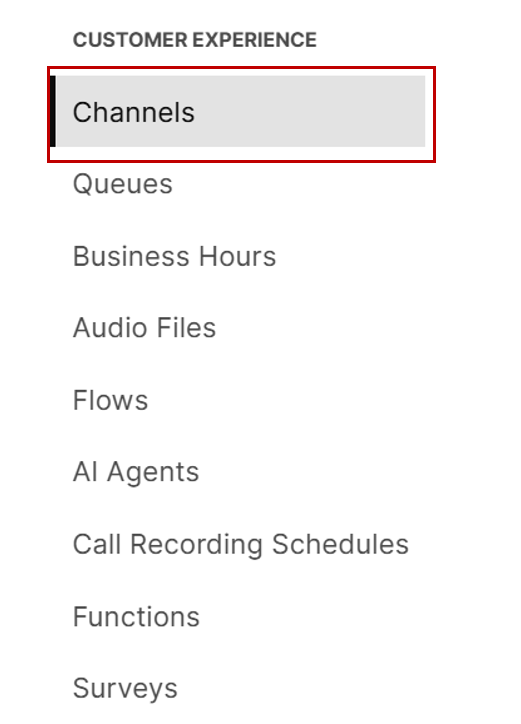 CUSTOMER EXPERIENCE
Channels
Queues
Business Hours
Audio Files
Flows
AI Agents
Call Recording Schedules
Functions
Surveys